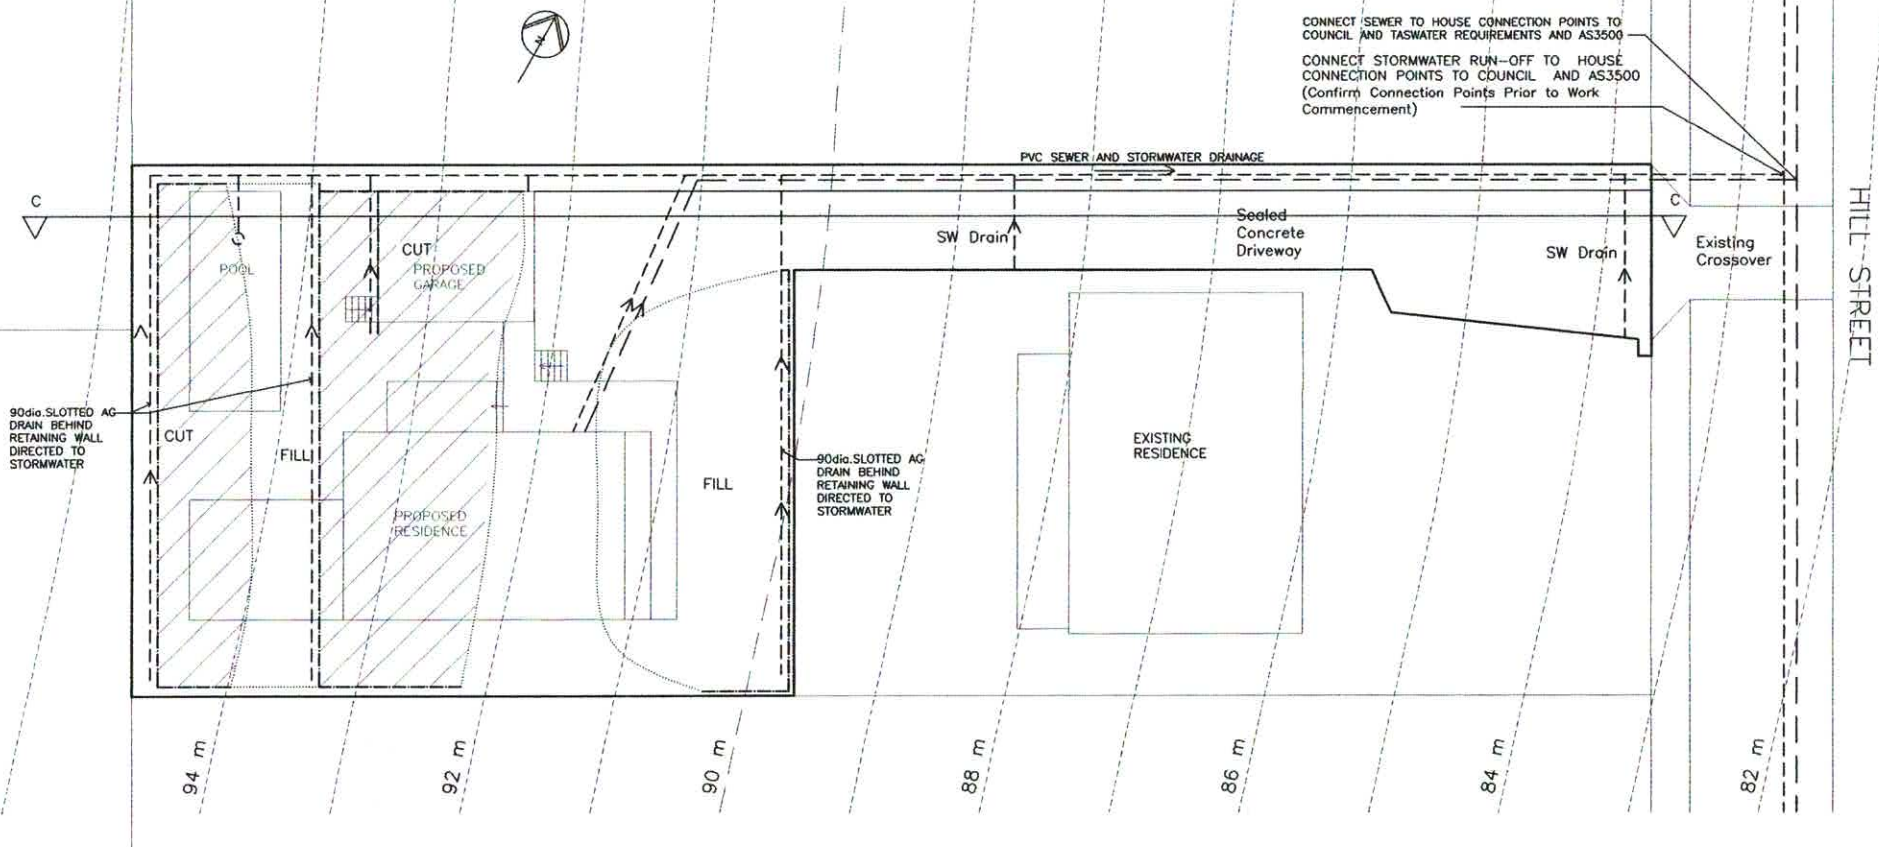 CONNECT SEWER TO HOUSE CONNECTION POINTS TO
COUNCIL AND TASWATER REQUIREMENTS AND AS3500
CONNECT STORMWATER RUN-OFF TO HOUSE
CONNECTION POINTS TO COUNCIL AND AS3500
(Confirm Connection Points Prior to Work
Commencement)
N
PVC SEWER AND STORMWATER DRAINAGE
C
C
HILL STREET
Sealed
Concrete
Driveway
SW Drain
SW Drain
Existing
Crossover
CUT
POOL
PROPOSED
GARAGE
90dia.SLOTTED AG
DRAIN BEHIND
RETAINING WALL
DIRECTED TO
STORMWATER
CUT
FILL
FILL
90dia.SLOTTED AG
DRAIN BEHIND
RETAINING WALL
DIRECTED TO
STORMWATER
EXISTING
RESIDENCE
PROPOSED
RESIDENCE
94 m
92 m
90 m
88 m
86 m
84 m
82 m